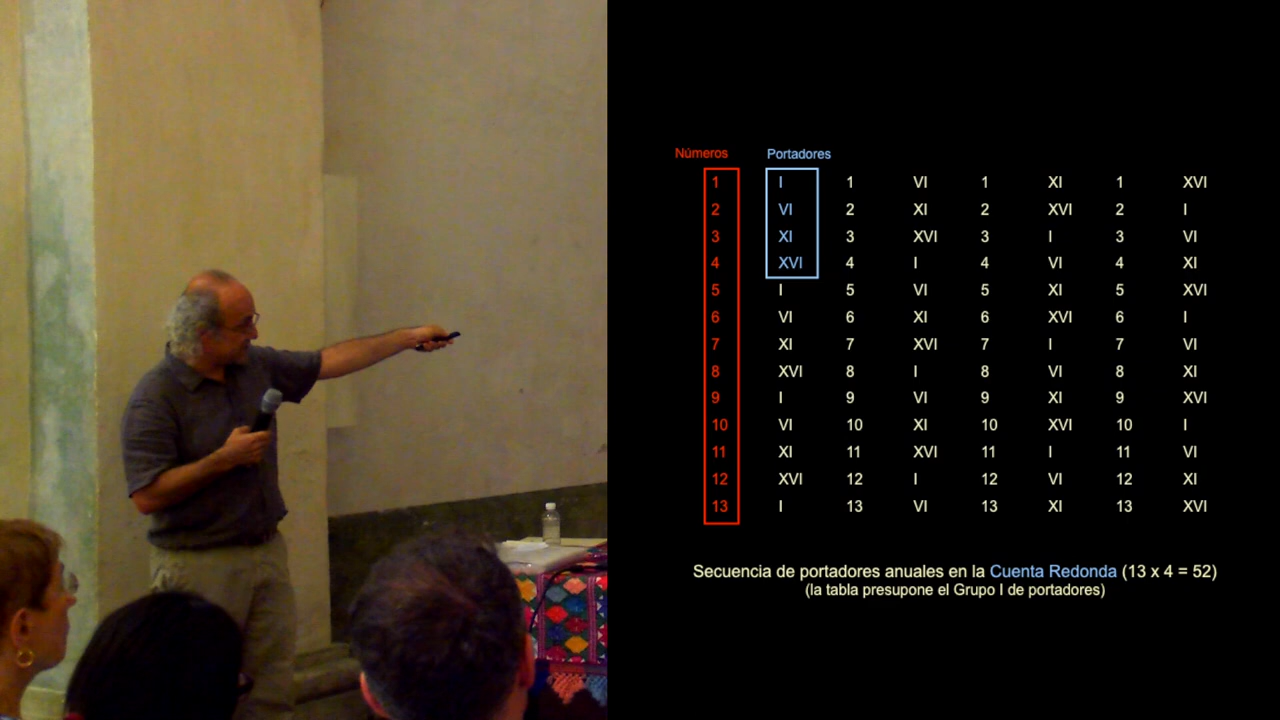 Números Portadores
1 I 1 VI 1 XI 1 XVI
2 VI 2 XI 2 XVI 2 I
3 XI 3 XVI 3 I 3 VI
4 XVI 4 I 4 VI 4 XI
5 I 5 VI 5 XI 5 XVI
6 VI 6 XI 6 XVI 6 I
7 XI 7 XVI 7 I 7 VI
8 XVI 8 I 8 VI 8 XI
9 I 9 VI 9 XI 9 XVI
10 VI 10 XI 10 XVI 10 I
11 XI 11 XVI 11 I 11 VI
12 XVI 12 I 12 VI 12 XI
13 I 13 VI 13 XI 13 XVI
Secuencia de portadores anuales en la Cuenta Redonda (13 x 4 = 52)
(la tabla presupone el Grupo I de portadores)